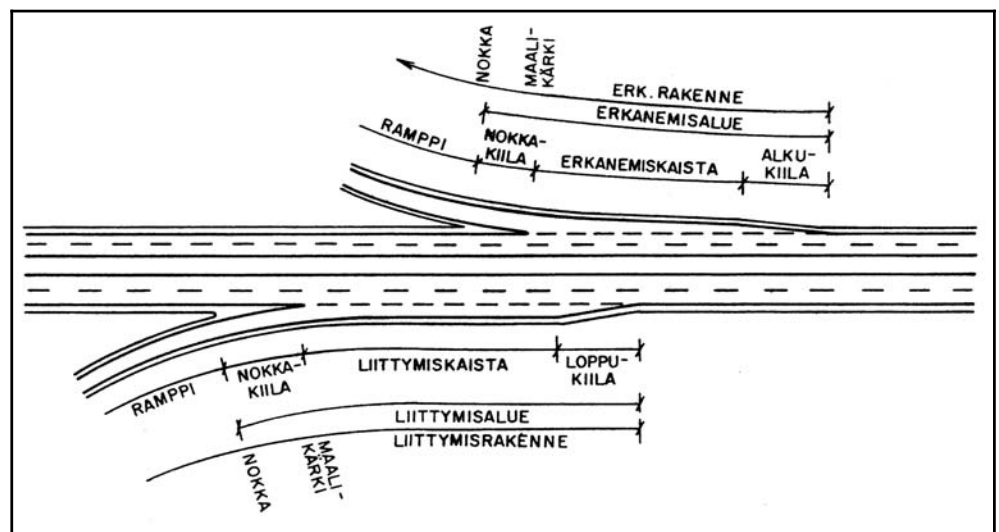 NOKKA
MAALI-
KÄRKI
ERK. RAKENNE
ERKANEMISALUE
RAMPPI
NOKKA-
KIILA
ERKANEMISKAISTA
ALKU-
KIILA
RAMPPI
NOKKA-
KIILA
LIITTYMISKAISTA
LOPPU-
KIILA
LIITTYMISALUE
LIITTYMISRAKENNE
NOKKA
MAALI-
KÄRKI